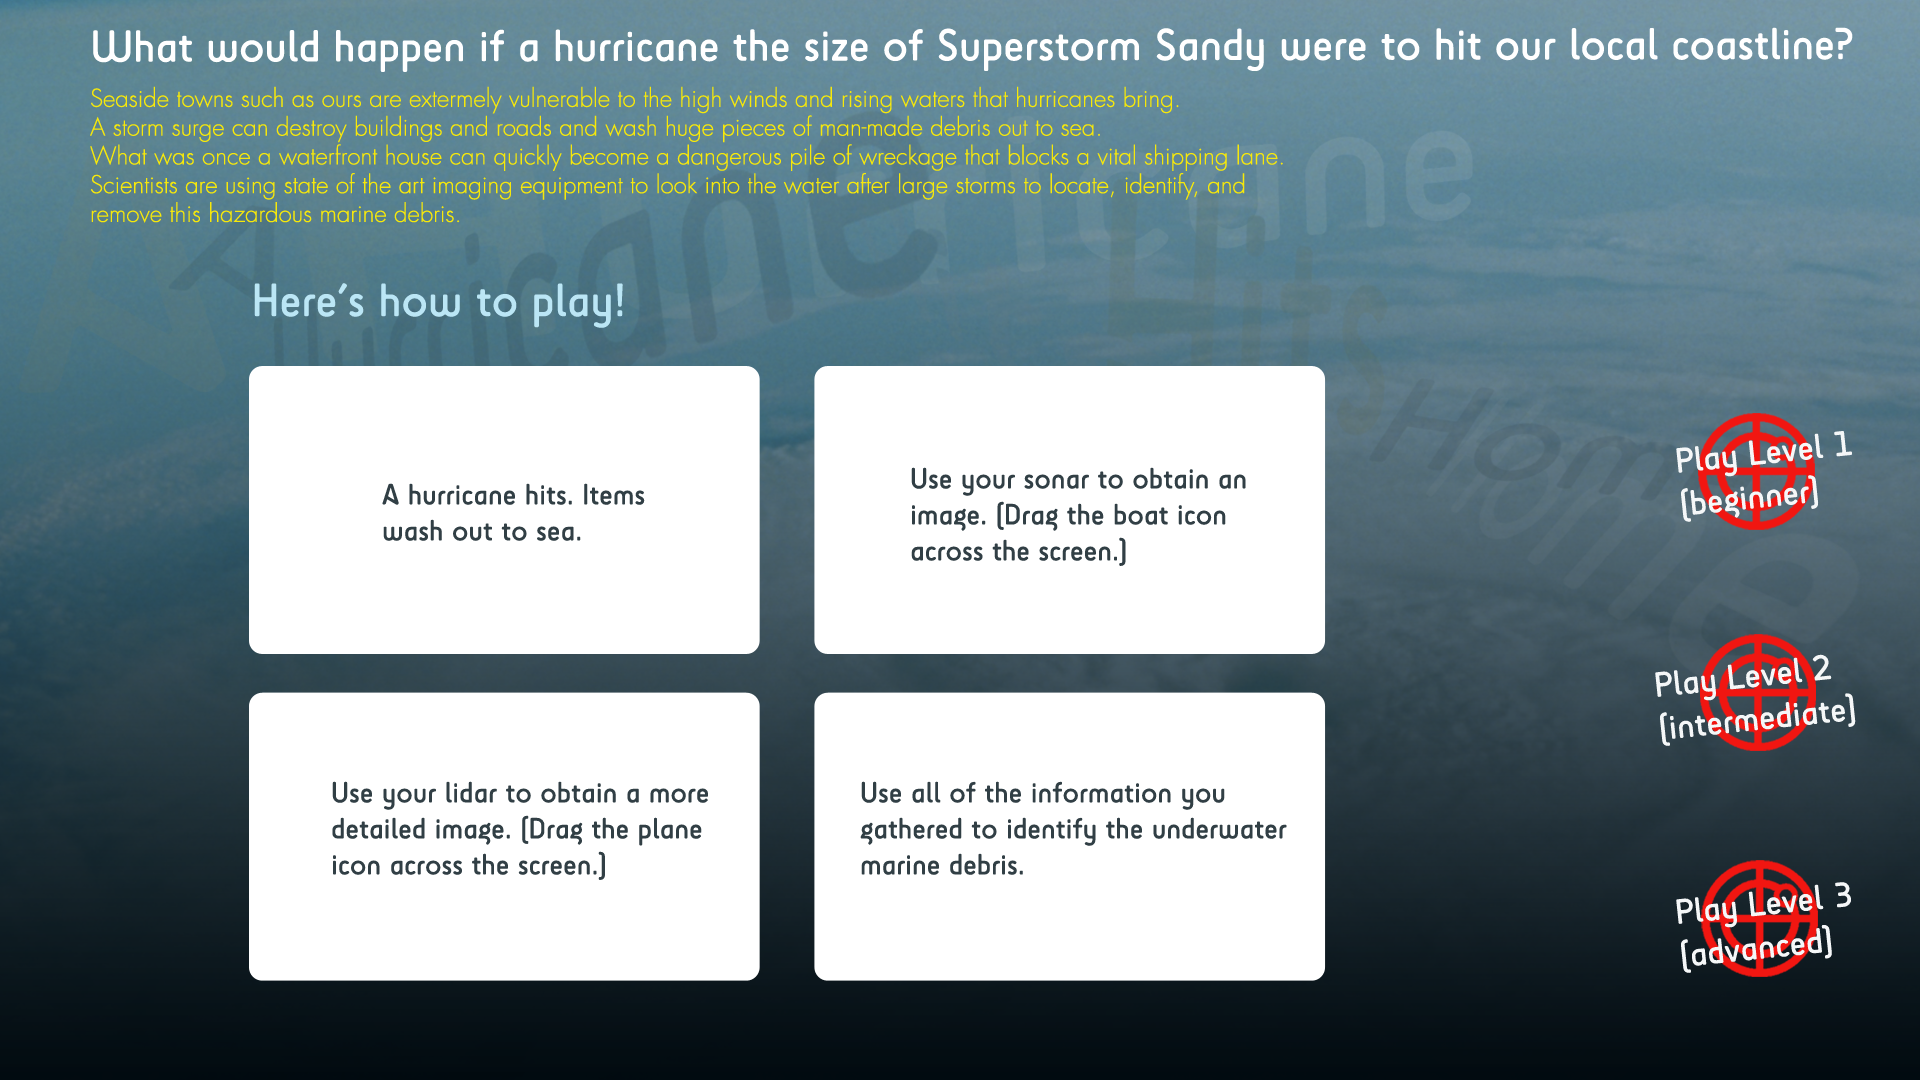 What would happen if a hurricane the size of Superstorm Sandy were to hit our local coastline?
Seaside towns such as ours are extermely vulnerable to the high winds and rising waters that hurricanes bring.
A storm surge can destroy buildings and roads and wash huge pieces of man-made debris out to sea.
What was once a waterfront house can quickly become a dangerous pile of wreckage that blocks a vital shipping lane.
Scientists are using state of the art imaging equipment to look into the water after large storms to locate, identify, and
remove this hazardous marine debris.
A Hurricane Hits Home
Here's how to play!
A hurricane hits. Items
wash out to sea.
Use your sonar to obtain an
image. (Drag the boat icon
across the screen.)
Use your lidar to obtain a more
detailed image. (Drag the plane
icon across the screen.)
Use all of the information you
gathered to identify the underwater
marine debris.
Play Level 1
(beginner)
Play Level 2
(intermediate)
Play Level 3
(advanced)